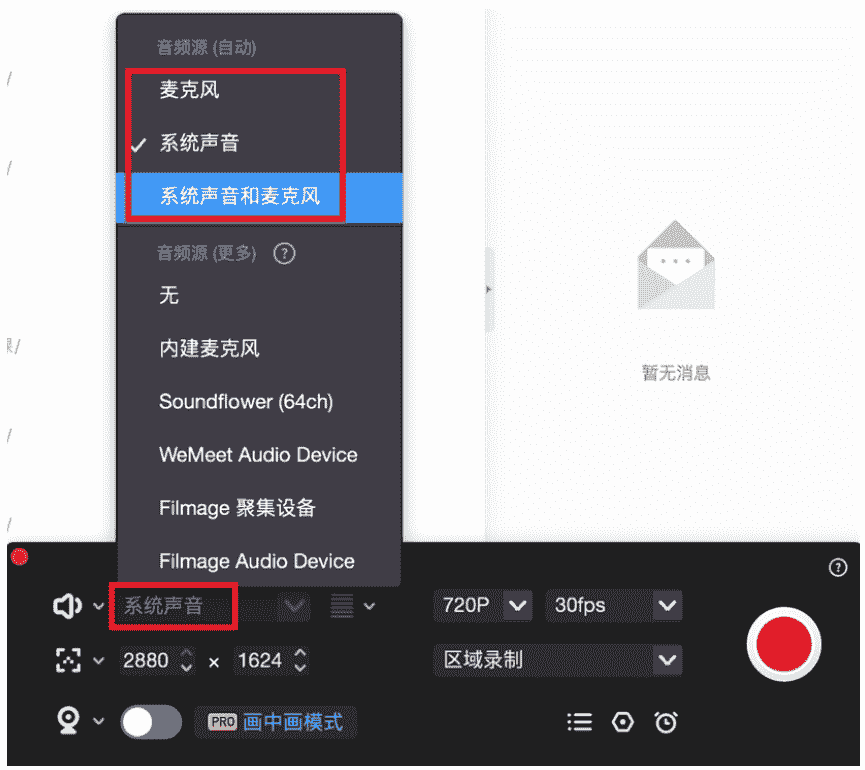 /
音频源 (自动)
麦克风
/
系统声音
系统声音和麦克风
音频源 (更多) ?
无
/
内建麦克风
暂无消息
Soundflower (64ch)
/
WeMeet Audio Device
Filmage 聚集设备
/
Filmage Audio Device
?
系统声音
720P
30fps
2880 × 1624
区域录制
PRO 画中画模式